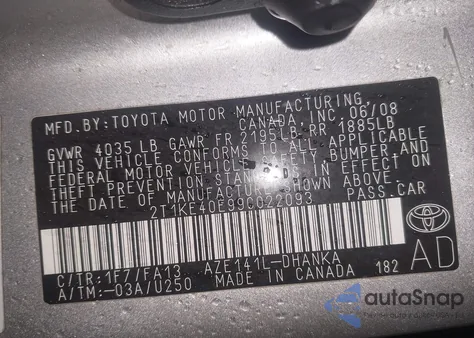 MFD. BY: TOYOTA MOTOR MANUFACTURING
CANADA, INC. 06/08
GVWR 4035 LB GAWR FR 2195LB. RR 1885LB
THIS VEHICLE CONFORMS TO ALL APPLICABLE
FEDERAL MOTOR VEHICLE SAFETY, BUMPER AND
THEFT PREVENTION STANDARDS IN EFFECT ON
THE DATE OF MANUFACTURE SHOWN ABOVE.
2T1KE40E99C022093 PASS.CAR
C/TR:1F7/FA13 AZE141L-DHANKA
A/TM:-03A/U250 MADE IN CANADA 182
AD
autoSnap